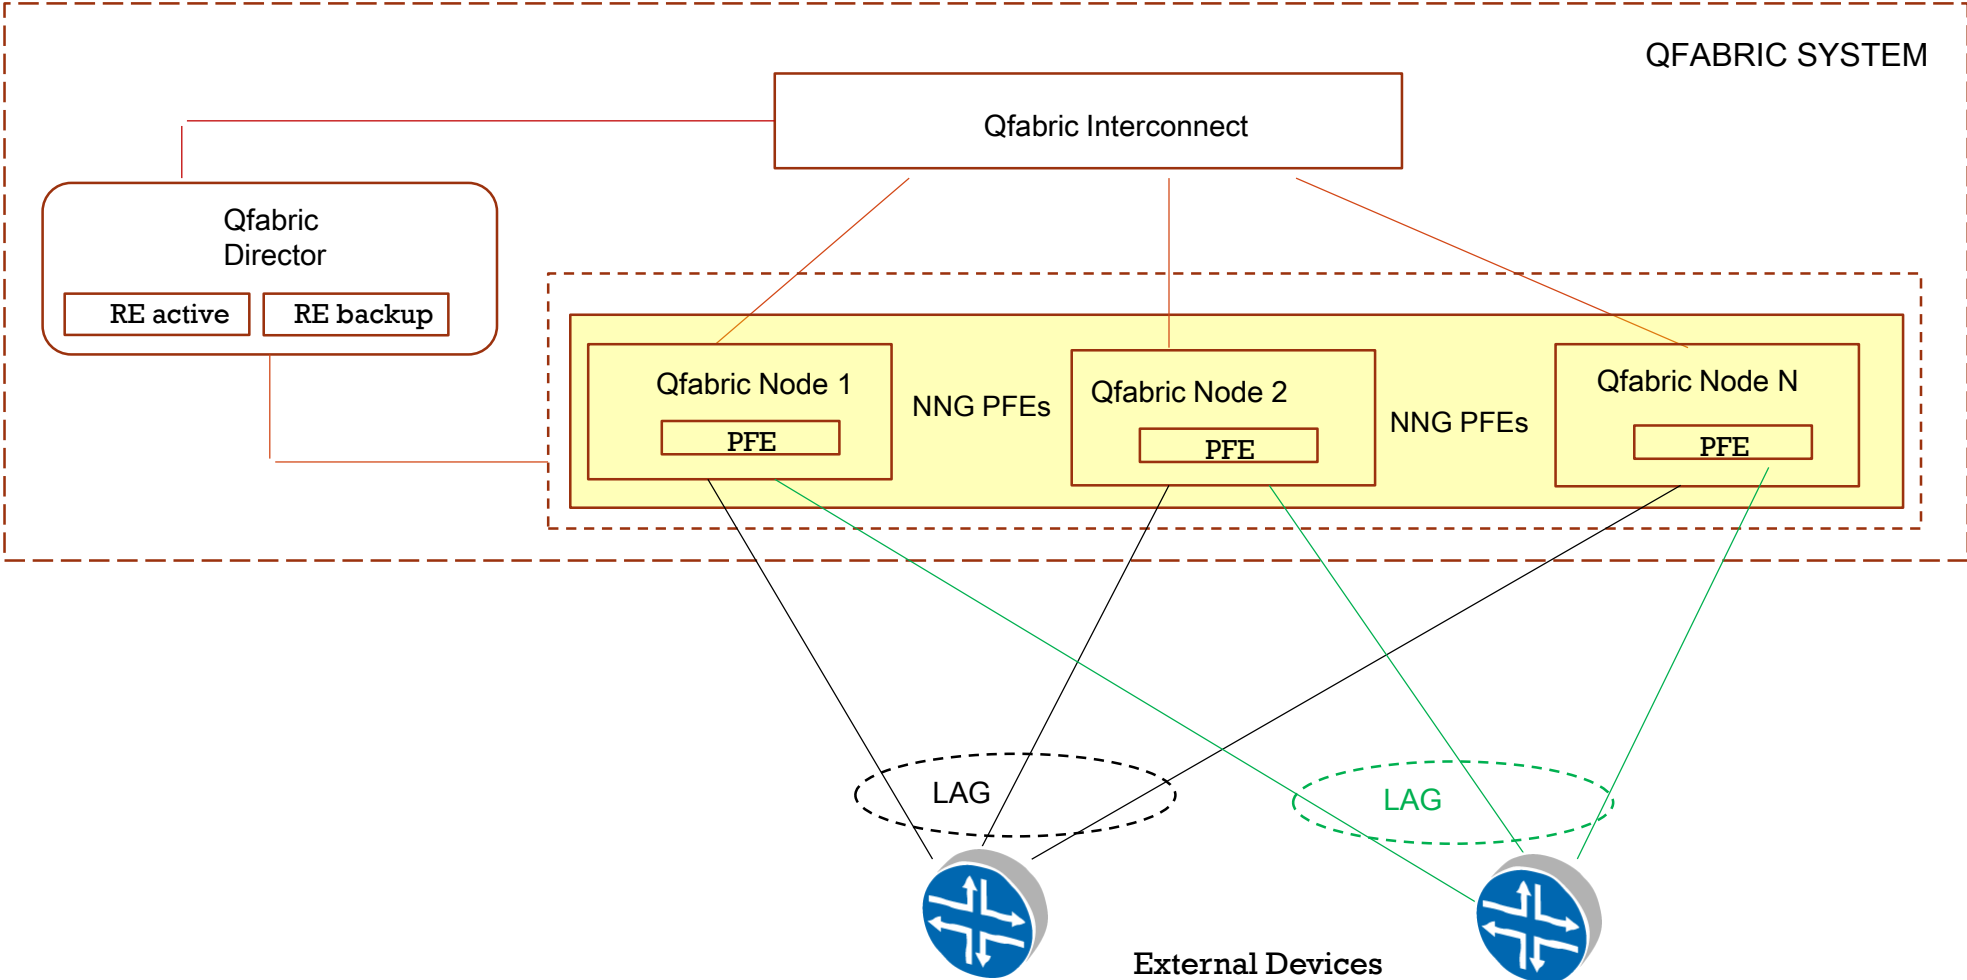 QFABRIC SYSTEM
Qfabric Interconnect
Qfabric
Director
RE active
RE backup
Qfabric Node 1
PFE
NNG PFEs
Qfabric Node 2
PFE
NNG PFEs
Qfabric Node N
PFE
LAG
LAG
External Devices